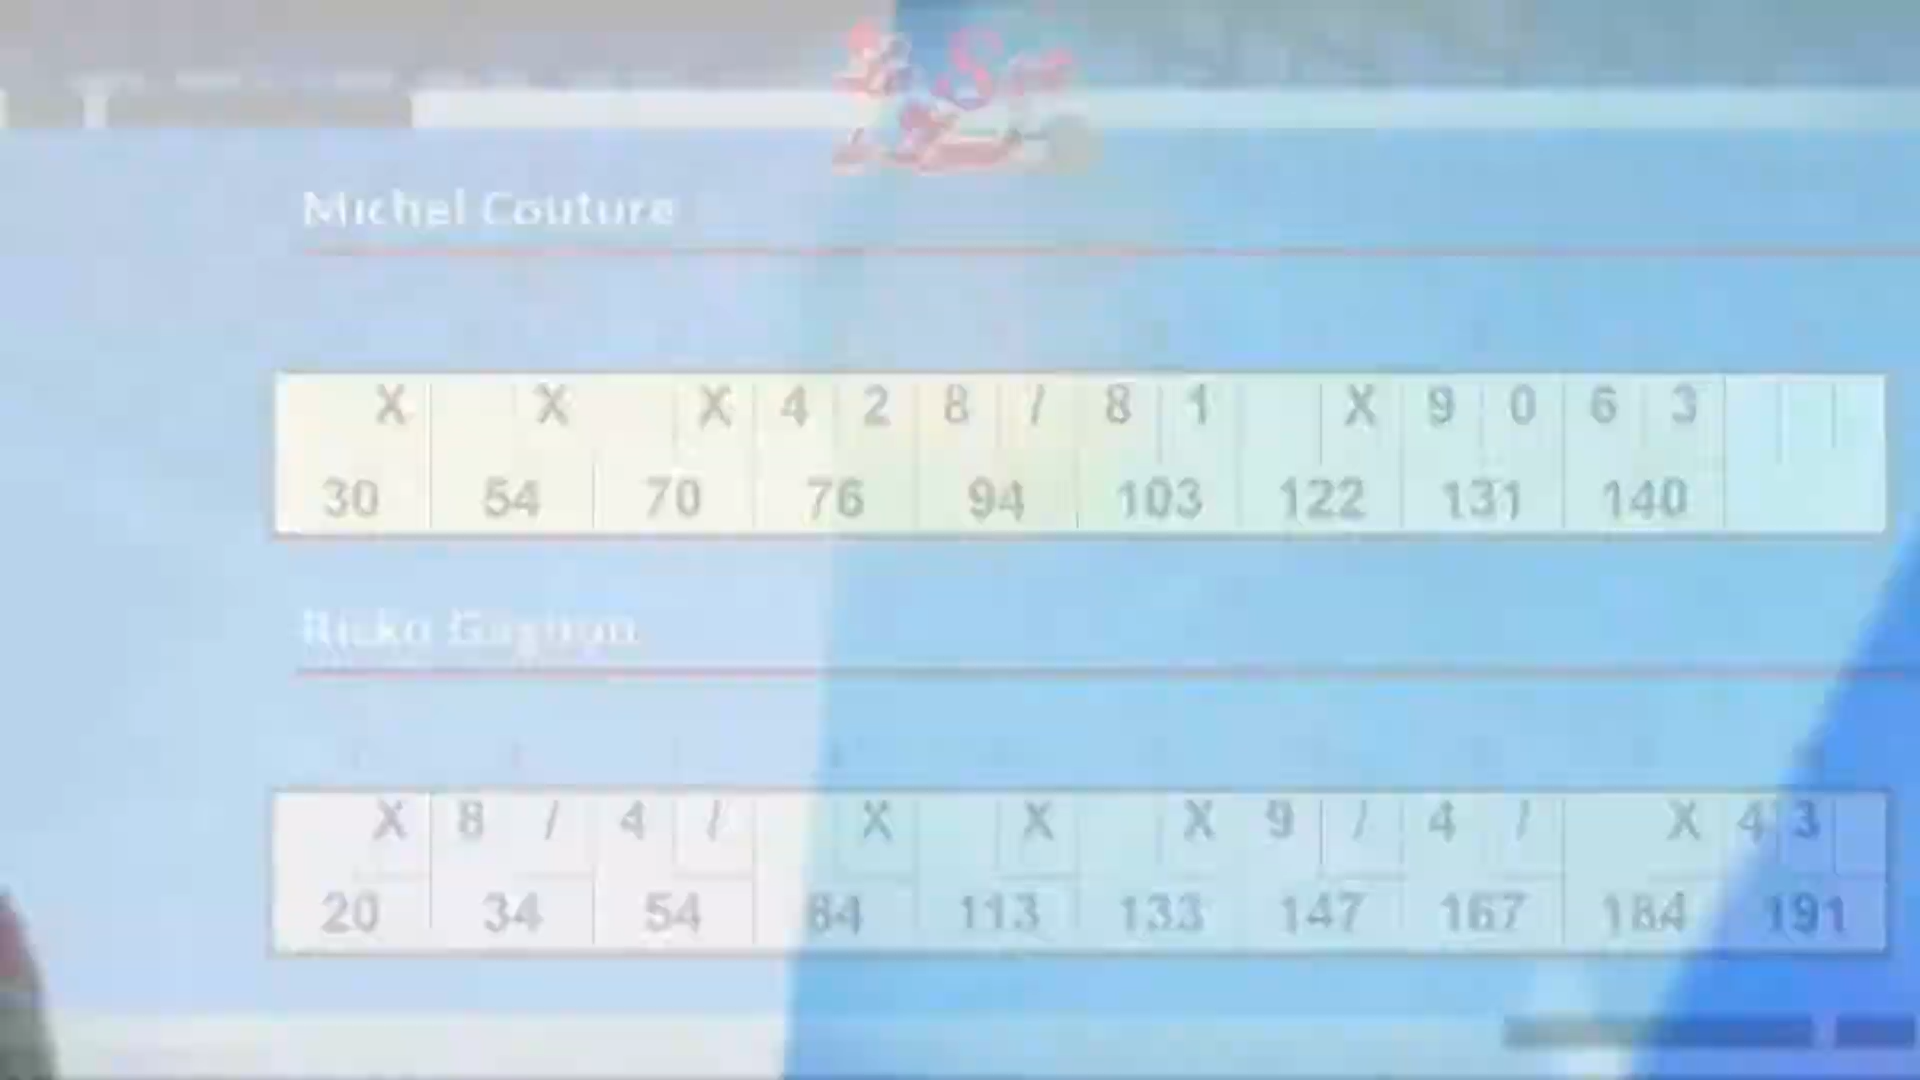 Michel Couture
X X X 4 2 8 / 8 1 X 9 0 6 3
30 54 70 76 94 103 122 131 140
X 8 / 4 / X X X 9 / 4 / X 4 3
20 34 54 84 113 133 147 167 184 191